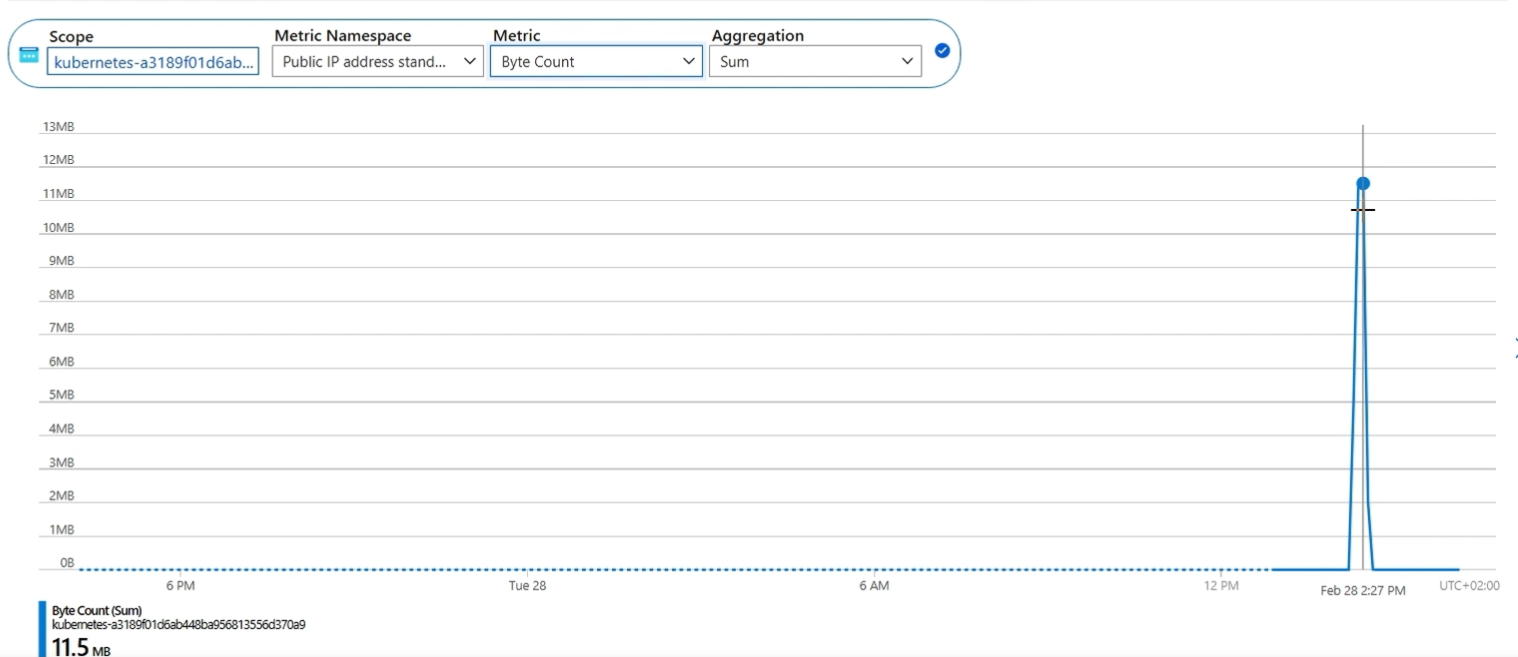 Scope
Metric Namespace
Metric
Aggregation
kubernetes-a3189f01d6ab...
Public IP address stand...
Byte Count
Sum
13MB
12MB
11MB
10MB
9MB
8MB
7MB
6MB
5MB
4MB
3MB
2MB
1MB
0B
6 PM
Tue 28
6 AM
12 PM
Feb 28 2:27 PM
UTC+02:00
Byte Count (Sum)
kubernetes-a3189f01d6ab448ba956813556d370a9
11.5 MB